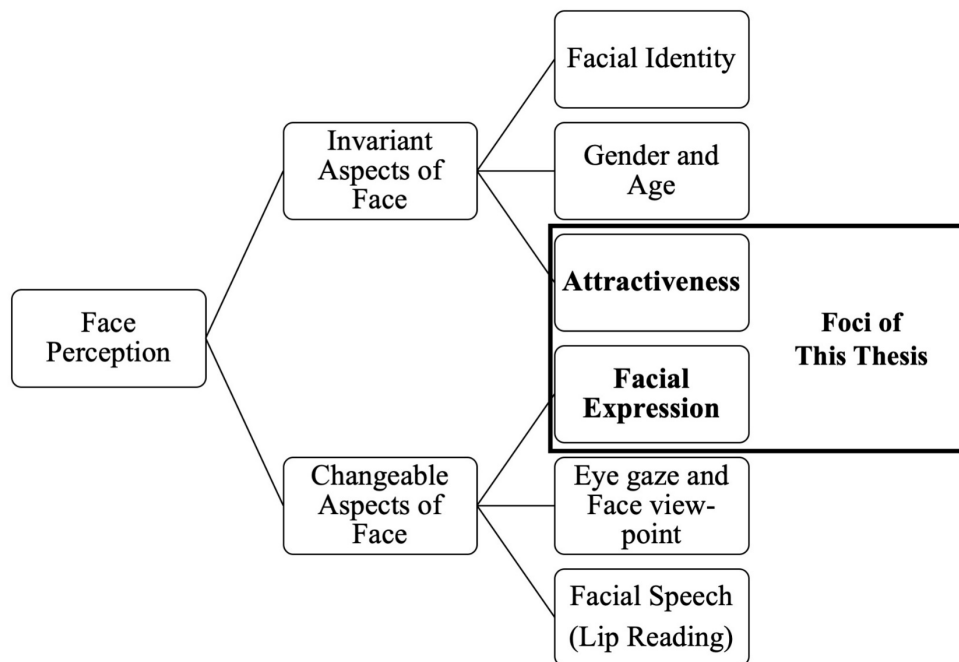 Facial Identity
Invariant
Aspects of
Face
Gender and
Age
Attractiveness
Foci of
This Thesis
Face
Perception
Facial
Expression
Changeable
Aspects of
Face
Eye gaze and
Face view-
point
Facial Speech
(Lip Reading)